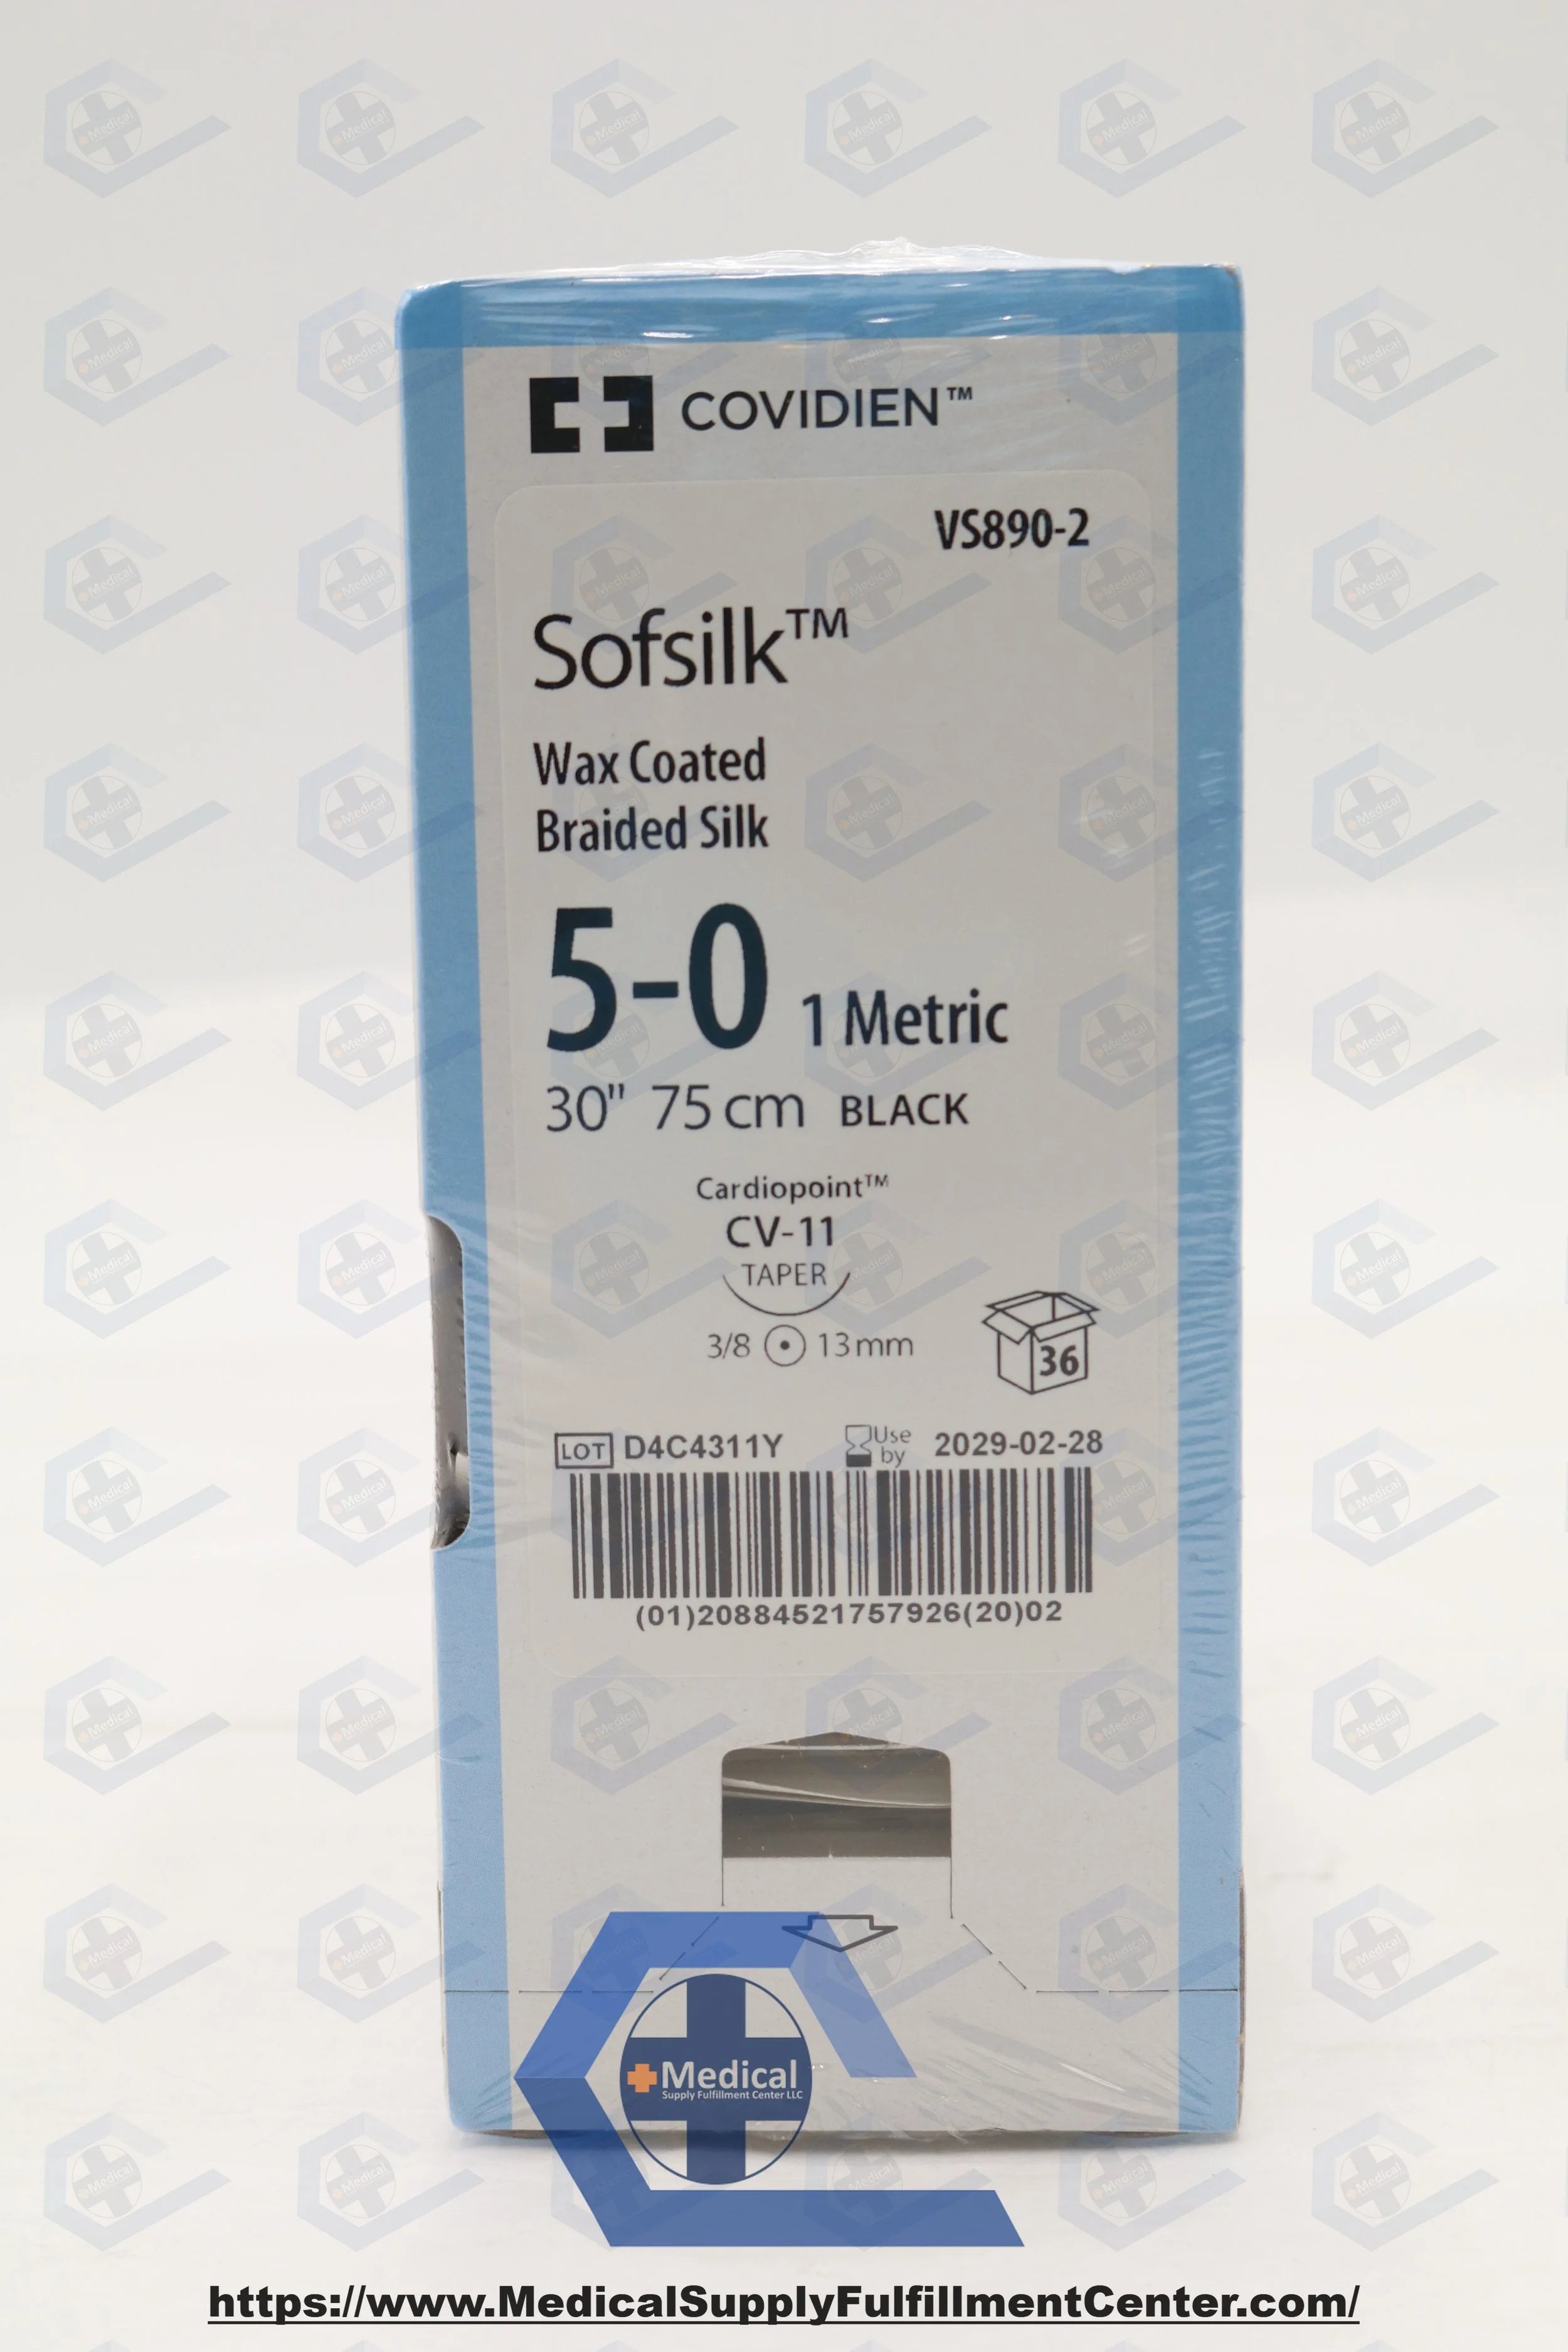 COVIDIEN™
VS890-2
Sofsilk™
Wax Coated
Braided Silk
5-0 1 Metric
30" 75 cm BLACK
Cardiopoint™
CV-11
TAPER
3/8 13 mm
36
LOT D4C4311Y Use by 2029-02-28
(01)20884521757926(20)02
Medical
Supply Fulfillment Center LLC
https://www.MedicalSupplyFulfillmentCenter.com/